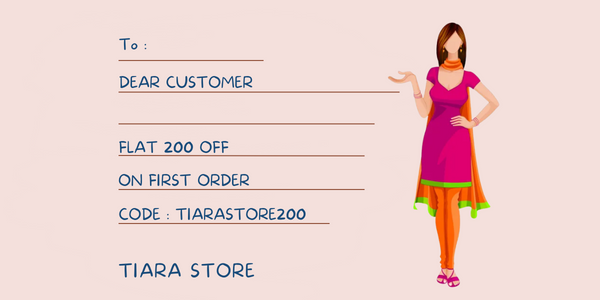 To :
DEAR CUSTOMER
FLAT 200 OFF
ON FIRST ORDER
CODE : TIARASTORE200
TIARA STORE